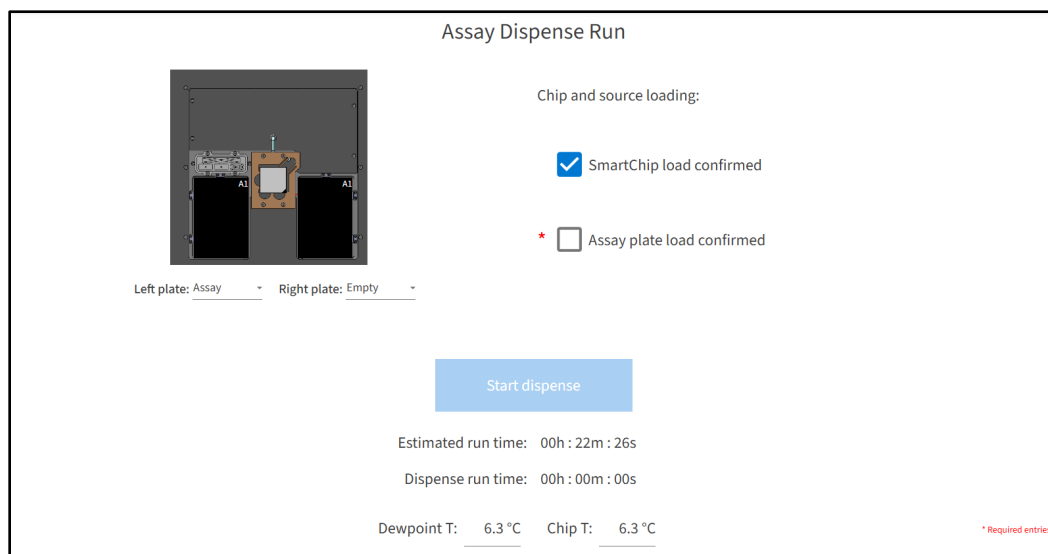 Assay Dispense Run
A1 A1
Left plate: Assay Right plate: Empty
Chip and source loading:
SmartChip load confirmed
* Assay plate load confirmed
Start dispense
Estimated run time: 00h : 22m : 26s
Dispense run time: 00h : 00m : 00s
Dewpoint T: 6.3 °C Chip T: 6.3 °C
* Required entries